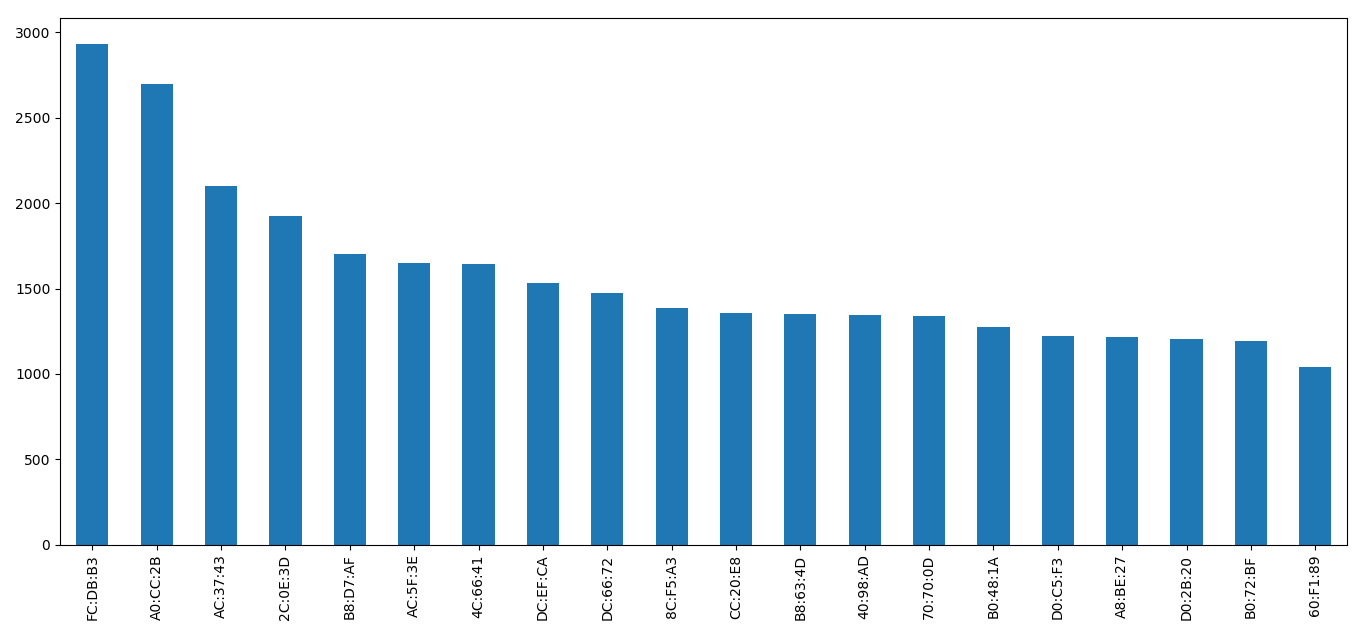 3000
2500
2000
1500
1000
500
0
FC:DB:B3
A0:CC:2B
AC:37:43
2C:0E:3D
B8:D7:AF
AC:5F:3E
4C:66:41
DC:EF:CA
DC:66:72
8C:F5:A3
CC:20:E8
B8:63:4D
40:98:AD
70:70:0D
B0:48:1A
D0:C5:F3
A8:BE:27
D0:2B:20
B0:72:BF
60:F1:89